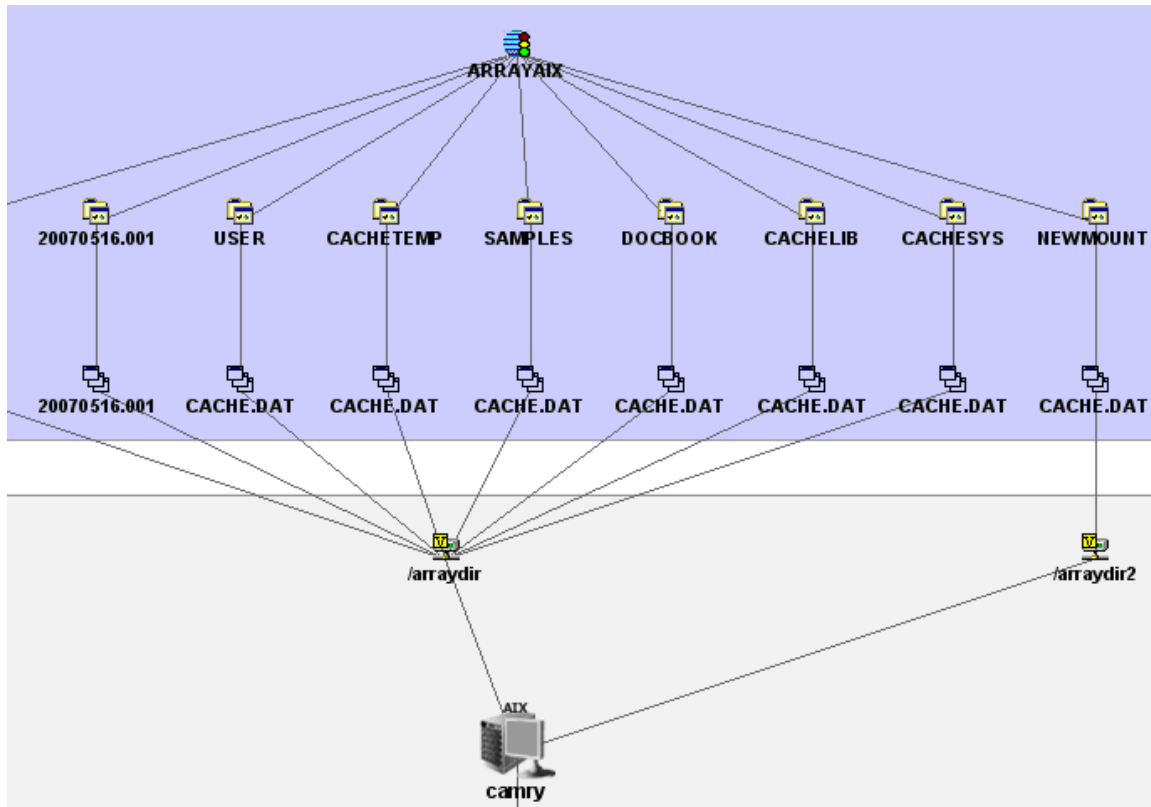 ARRAYAIX
20070516.001 USER CACHETEMP SAMPLES DOCBOOK CACHELIB CACHESYS NEWMOUNT
20070516.001 CACHE.DAT CACHE.DAT CACHE.DAT CACHE.DAT CACHE.DAT CACHE.DAT CACHE.DAT
/arraydir /arraydir2
AIX
camry